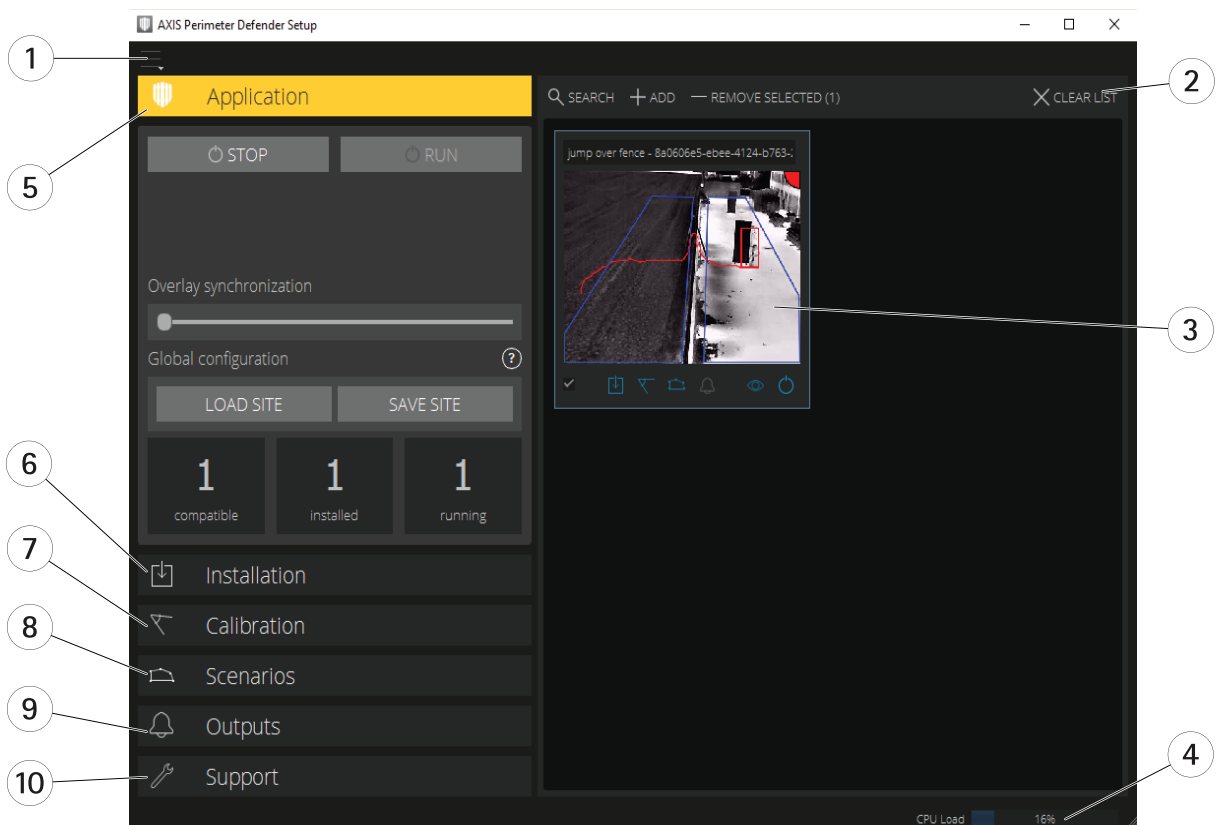 AXIS Perimeter Defender Setup
1
2
Application
SEARCH ADD REMOVE SELECTED (1) CLEAR LIST
5
STOP RUN
jump over fence - 8a0606e5-ebee-4124-b763-
Overlay synchronization
3
Global configuration ?
LOAD SITE SAVE SITE
6
1 1 1
compatible installed running
7
Installation
8
Calibration
Scenarios
9
Outputs
4
10
Support
CPU Load 16%